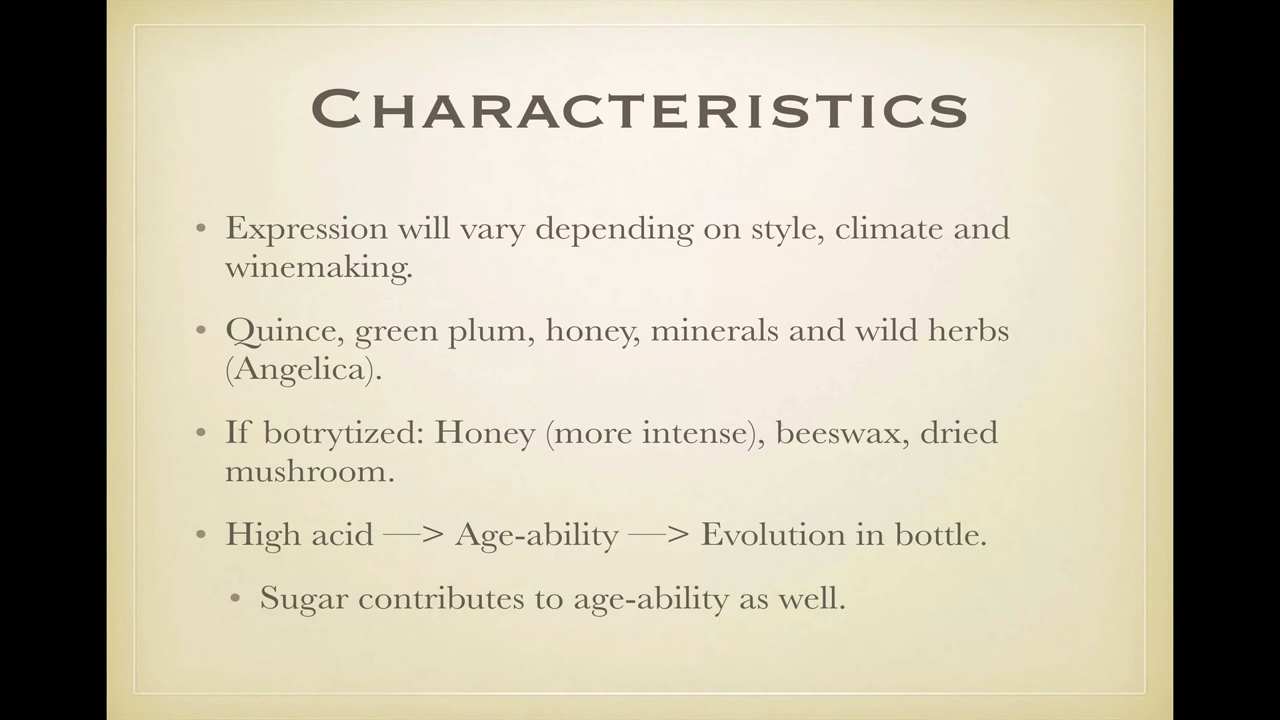 Characteristics
• Expression will vary depending on style, climate and
winemaking.
• Quince, green plum, honey, minerals and wild herbs
(Angelica).
• If botrytized: Honey (more intense), beeswax, dried
mushroom.
• High acid —> Age-ability —> Evolution in bottle.
• Sugar contributes to age-ability as well.